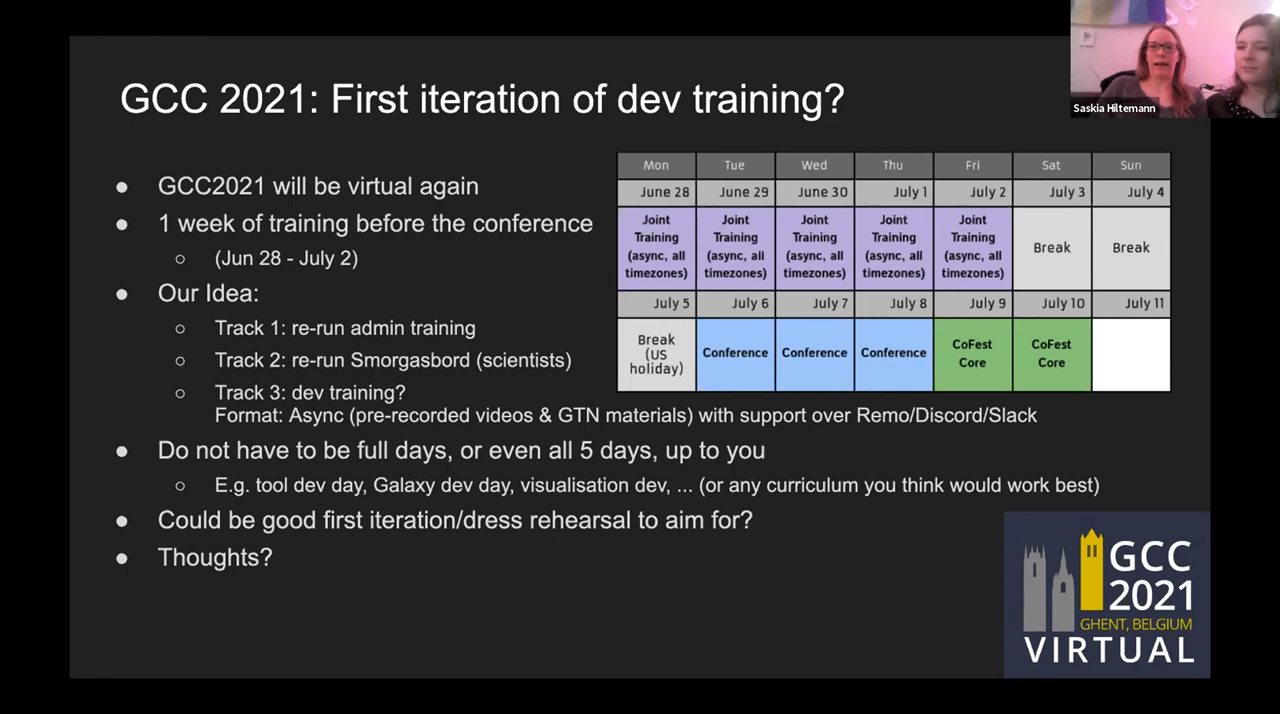 Saskia Hiltemann
GCC 2021: First iteration of dev training?
● GCC2021 will be virtual again
● 1 week of training before the conference
○ (Jun 28 - July 2)
● Our Idea:
○ Track 1: re-run admin training
○ Track 2: re-run Smorgasbord (scientists)
○ Track 3: dev training?
Format: Async (pre-recorded videos & GTN materials) with support over Remo/Discord/Slack
● Do not have to be full days, or even all 5 days, up to you
○ E.g. tool dev day, Galaxy dev day, visualisation dev, ... (or any curriculum you think would work best)
● Could be good first iteration/dress rehearsal to aim for?
● Thoughts?
Mon Tue Wed Thu Fri Sat Sun
June 28 June 29 June 30 July 1 July 2 July 3 July 4
Joint Joint Joint Joint Joint
Training Training Training Training Training
(async, all (async, all (async, all (async, all (async, all Break Break
timezones) timezones) timezones) timezones) timezones)
July 5 July 6 July 7 July 8 July 9 July 10 July 11
Break CoFest CoFest
(US Conference Conference Conference Core Core
holiday)
GCC
2021
GHENT, BELGIUM
VIRTUAL